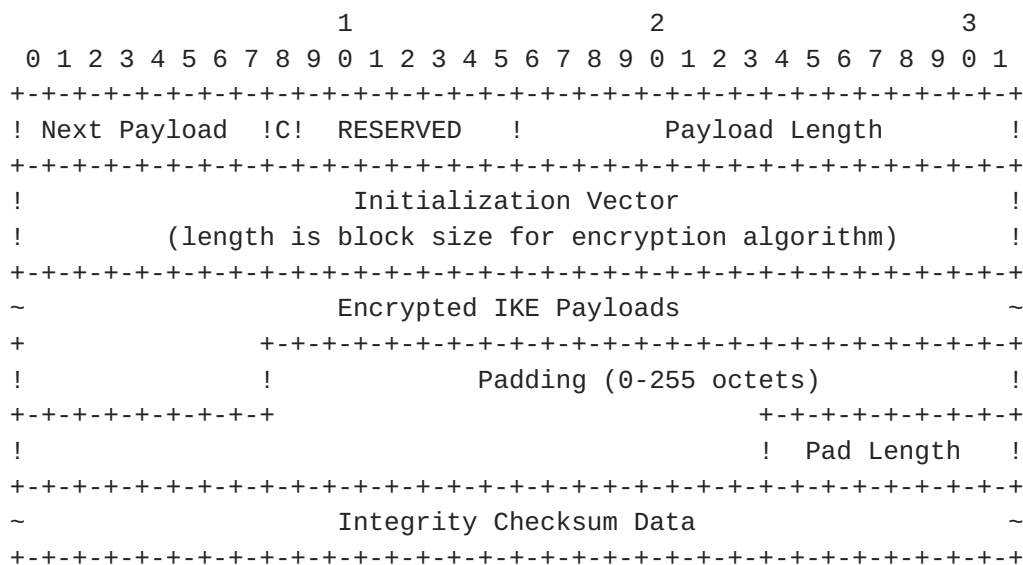 1                   2                   3
 0 1 2 3 4 5 6 7 8 9 0 1 2 3 4 5 6 7 8 9 0 1 2 3 4 5 6 7 8 9 0 1
+-+-+-+-+-+-+-+-+-+-+-+-+-+-+-+-+-+-+-+-+-+-+-+-+-+-+-+-+-+-+-+-+
! Next Payload  !C!  RESERVED   !         Payload Length        !
+-+-+-+-+-+-+-+-+-+-+-+-+-+-+-+-+-+-+-+-+-+-+-+-+-+-+-+-+-+-+-+-+
!                     Initialization Vector                     !
!         (length is block size for encryption algorithm)       !
+-+-+-+-+-+-+-+-+-+-+-+-+-+-+-+-+-+-+-+-+-+-+-+-+-+-+-+-+-+-+-+-+
~                    Encrypted IKE Payloads                     ~
+               +-+-+-+-+-+-+-+-+-+-+-+-+-+-+-+-+-+-+-+-+-+-+-+-+
!               !             Padding (0-255 octets)            !
+-+-+-+-+-+-+-+-+                               +-+-+-+-+-+-+-+-+
!                                               !  Pad Length   !
+-+-+-+-+-+-+-+-+-+-+-+-+-+-+-+-+-+-+-+-+-+-+-+-+-+-+-+-+-+-+-+-+
~                    Integrity Checksum Data                    ~
+-+-+-+-+-+-+-+-+-+-+-+-+-+-+-+-+-+-+-+-+-+-+-+-+-+-+-+-+-+-+-+-+